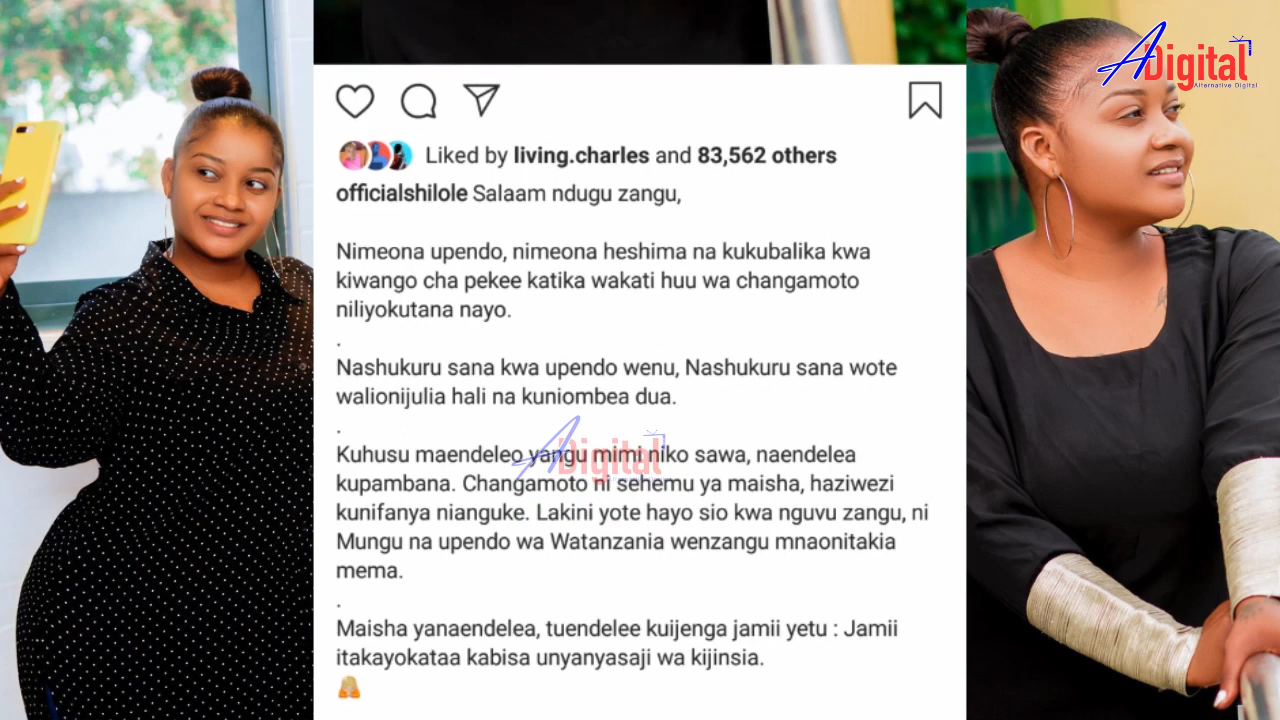 Liked by living.charles and 83,562 others
officialshilole Salaam ndugu zangu,
Nimeona upendo, nimeona heshima na kukubalika kwa
kiwango cha pekee katika wakati huu wa changamoto
niliyokutana nayo.
.
Nashukuru sana kwa upendo wenu, Nashukuru sana wote
walionijulia hali na kuniombea dua.
.
Kuhusu maendeleo yangu mimi niko sawa, naendelea
kupambana. Changamoto ni sehemu ya maisha, haziwezi
kunifanya nianguke. Lakini yote hayo sio kwa nguvu zangu, ni
Mungu na upendo wa Watanzania wenzangu mnaonitakia
mema.
.
Maisha yanaendelea, tuendelee kuijenga jamii yetu : Jamii
itakayokataa kabisa unyanyasaji wa kijinsia.
A Digital
Alternative Digital
A Digital